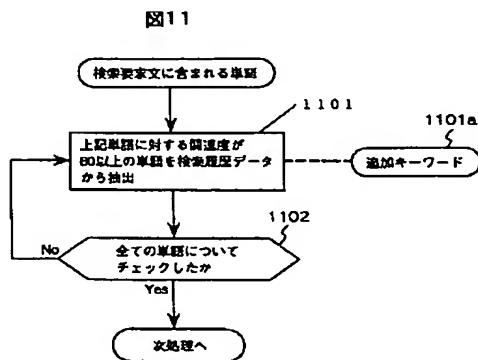 図11
検索要求文に含まれる単語
1101
上記単語に対する関連度が
80以上の単語を検索履歴データ
から抽出
1101a
追加キーワード
1102
全ての単語について
チェックしたか
No
Yes
次処理へ